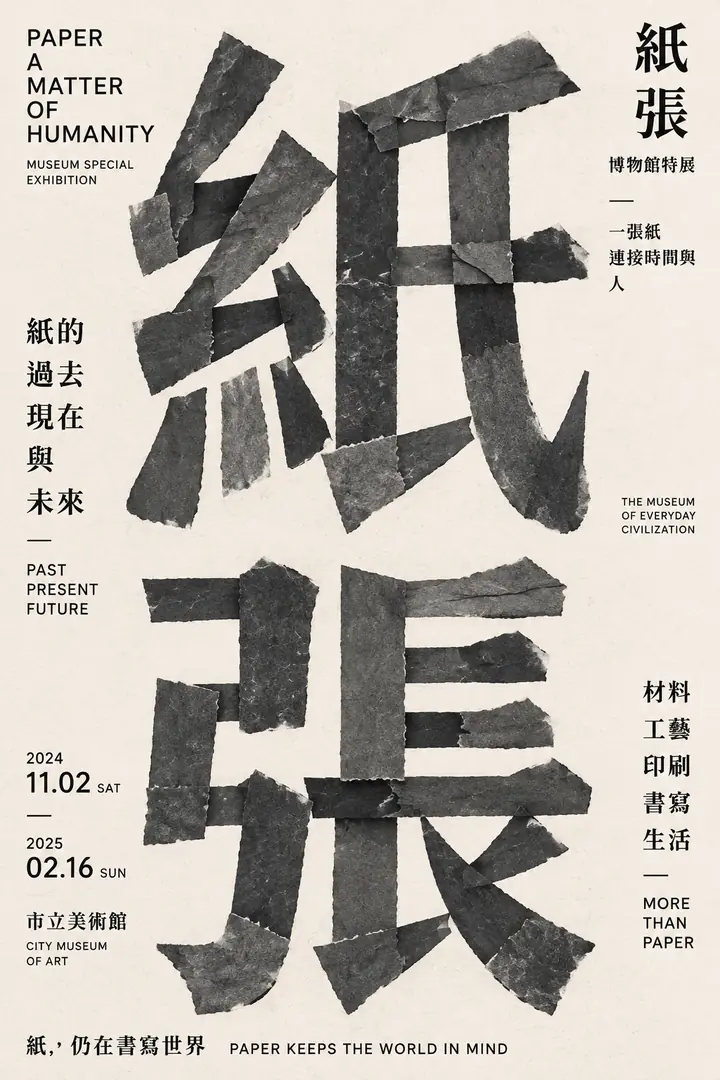 PAPER
A
MATTER
OF
HUMANITY
MUSEUM SPECIAL
EXHIBITION
紙
張
紙
張
博物館特展
一張紙
連接時間與
人
紙的
過去
現在
與
未來
PAST
PRESENT
FUTURE
THE MUSEUM
OF EVERYDAY
CIVILIZATION
2024
11.02 SAT
2025
02.16 SUN
市立美術館
CITY MUSEUM
OF ART
材料
工藝
印刷
書寫
生活
MORE
THAN
PAPER
紙,，仍在書寫世界
PAPER KEEPS THE WORLD IN MIND